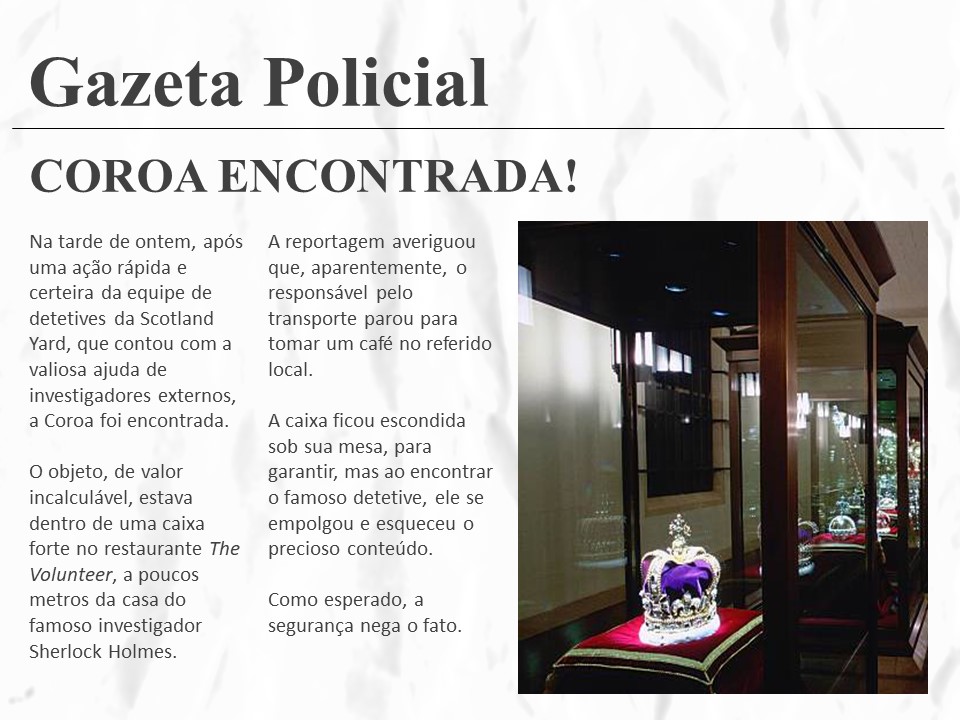 Gazeta Policial
COROA ENCONTRADA!
Na tarde de ontem, após
uma ação rápida e
certeira da equipe de
detetives da Scotland
Yard, que contou com a
valiosa ajuda de
investigadores externos,
a Coroa foi encontrada.
O objeto, de valor
incalculável, estava
dentro de uma caixa
forte no restaurante The
Volunteer, a poucos
metros da casa do
famoso investigador
Sherlock Holmes.
A reportagem averiguou
que, aparentemente, o
responsável pelo
transporte parou para
tomar um café no referido
local.
A caixa ficou escondida
sob sua mesa, para
garantir, mas ao encontrar
o famoso detetive, ele se
empolgou e esqueceu o
precioso conteúdo.
Como esperado, a
segurança nega o fato.